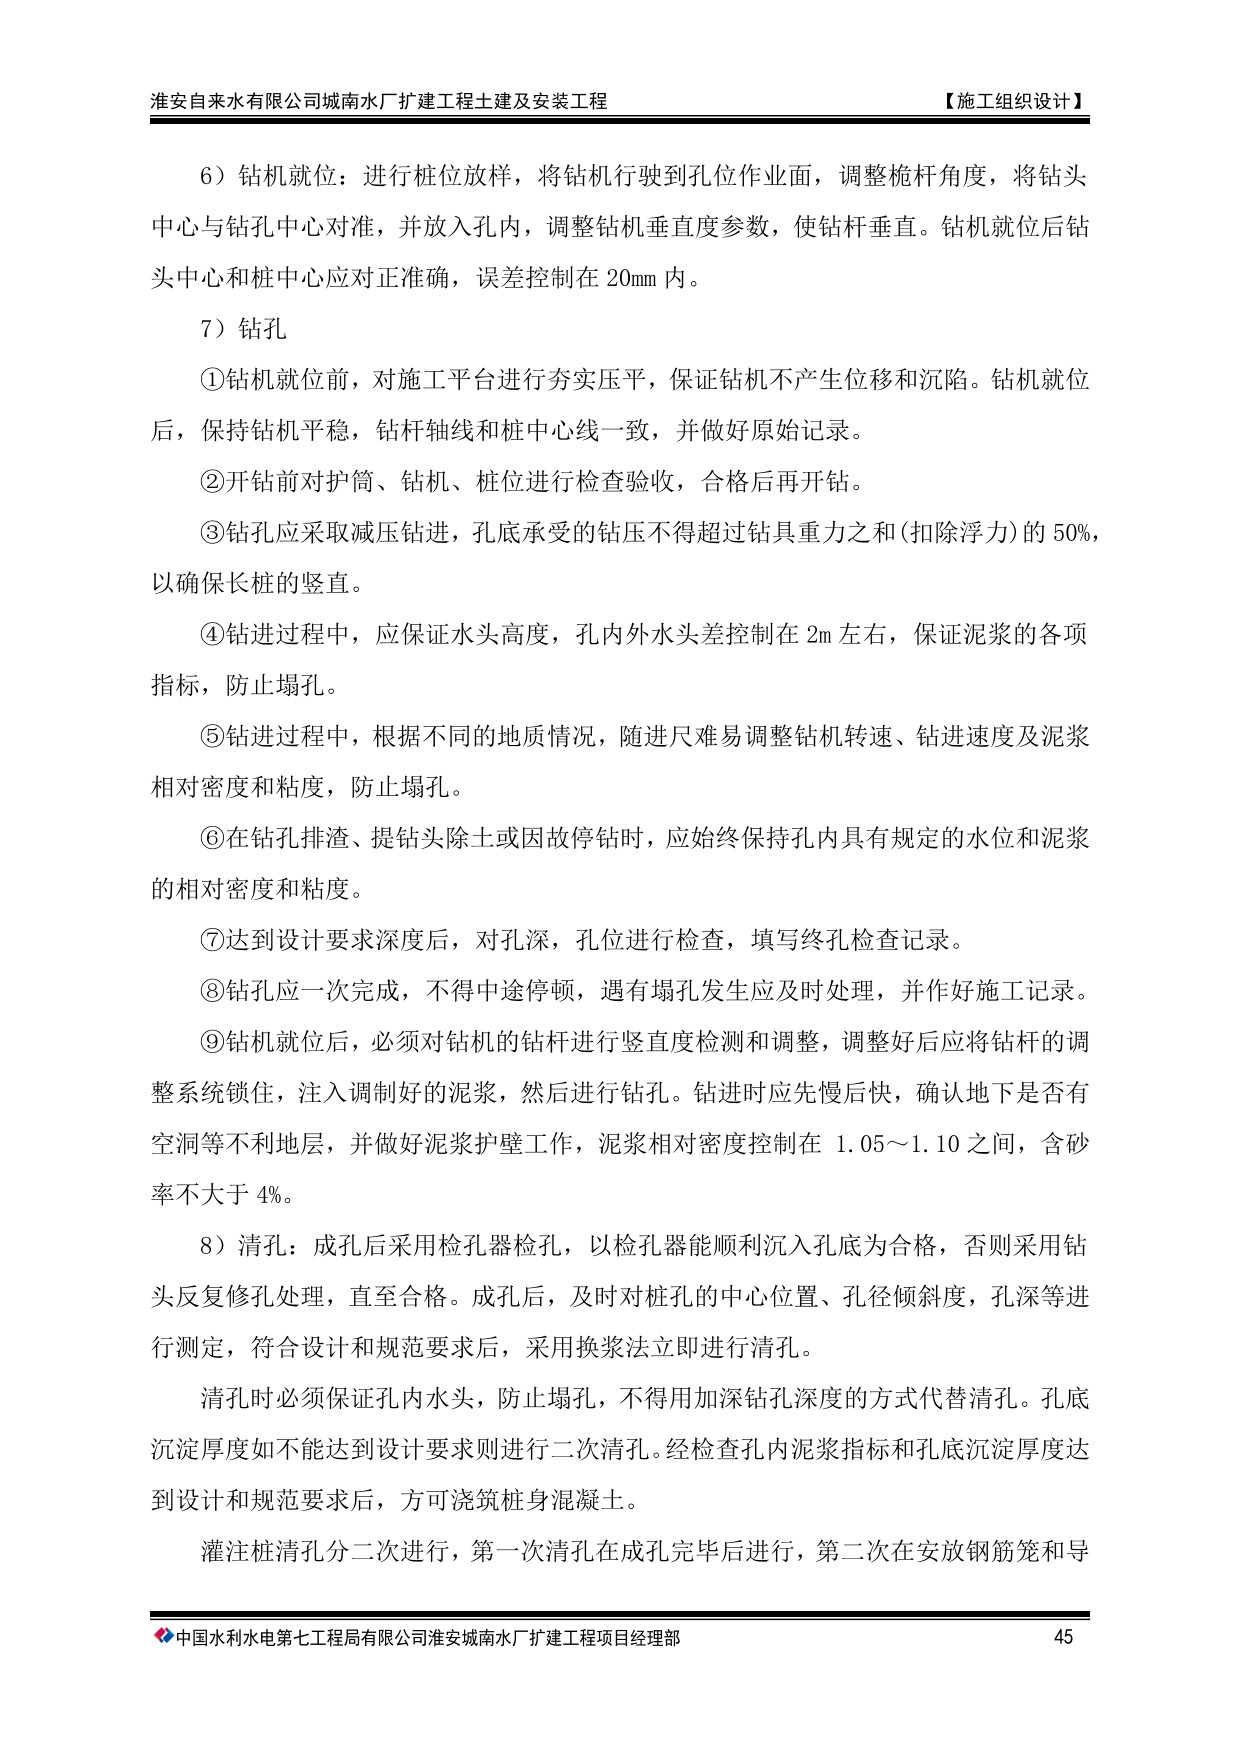 淮安自来水有限公司城南水厂扩建工程土建及安装工程 【施工组织设计】
6）钻机就位：进行桩位放样，将钻机行驶到孔位作业面，调整桅杆角度，将钻头
中心与钻孔中心对准，并放入孔内，调整钻机垂直度参数，使钻杆垂直。钻机就位后钻
头中心和桩中心应对正准确，误差控制在 20mm 内。
7）钻孔
①钻机就位前，对施工平台进行夯实压平，保证钻机不产生位移和沉陷。钻机就位
后，保持钻机平稳，钻杆轴线和桩中心线一致，并做好原始记录。
②开钻前对护筒、钻机、桩位进行检查验收，合格后再开钻。
③钻孔应采取减压钻进，孔底承受的钻压不得超过钻具重力之和(扣除浮力)的 50%，
以确保长桩的竖直。
④钻进过程中，应保证水头高度，孔内外水头差控制在 2m 左右，保证泥浆的各项
指标，防止塌孔。
⑤钻进过程中，根据不同的地质情况，随进尺难易调整钻机转速、钻进速度及泥浆
相对密度和粘度，防止塌孔。
⑥在钻孔排渣、提钻头除土或因故停钻时，应始终保持孔内具有规定的水位和泥浆
的相对密度和粘度。
⑦达到设计要求深度后，对孔深，孔位进行检查，填写终孔检查记录。
⑧钻孔应一次完成，不得中途停顿，遇有塌孔发生应及时处理，并作好施工记录。
⑨钻机就位后，必须对钻机的钻杆进行竖直度检测和调整，调整好后应将钻杆的调
整系统锁住，注入调制好的泥浆，然后进行钻孔。钻进时应先慢后快，确认地下是否有
空洞等不利地层，并做好泥浆护壁工作，泥浆相对密度控制在 1.05～1.10 之间，含砂
率不大于 4%。
8）清孔：成孔后采用检孔器检孔，以检孔器能顺利沉入孔底为合格，否则采用钻
头反复修孔处理，直至合格。成孔后，及时对桩孔的中心位置、孔径倾斜度，孔深等进
行测定，符合设计和规范要求后，采用换浆法立即进行清孔。
清孔时必须保证孔内水头，防止塌孔，不得用加深钻孔深度的方式代替清孔。孔底
沉淀厚度如不能达到设计要求则进行二次清孔。经检查孔内泥浆指标和孔底沉淀厚度达
到设计和规范要求后，方可浇筑桩身混凝土。
灌注桩清孔分二次进行，第一次清孔在成孔完毕后进行，第二次在安放钢筋笼和导
中国水利水电第七工程局有限公司淮安城南水厂扩建工程项目经理部 45